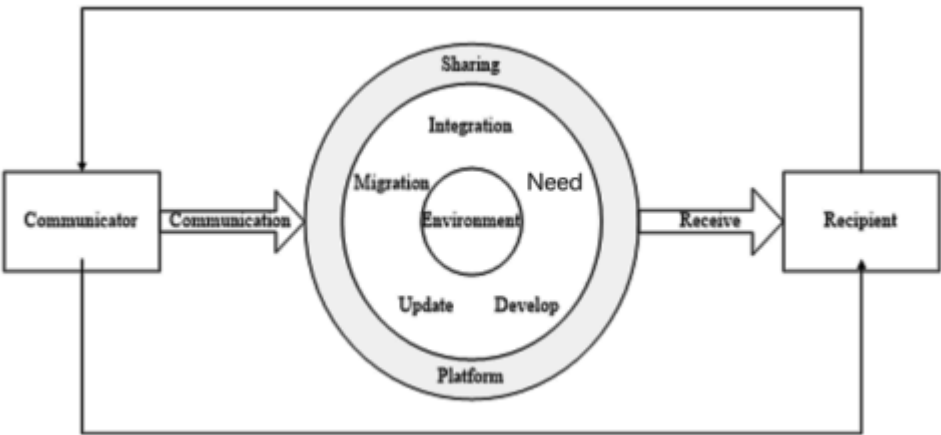 Sharing
Integration
Migration
Need
Communicator
Communication
Environment
Receive
Recipient
Update
Develop
Platform